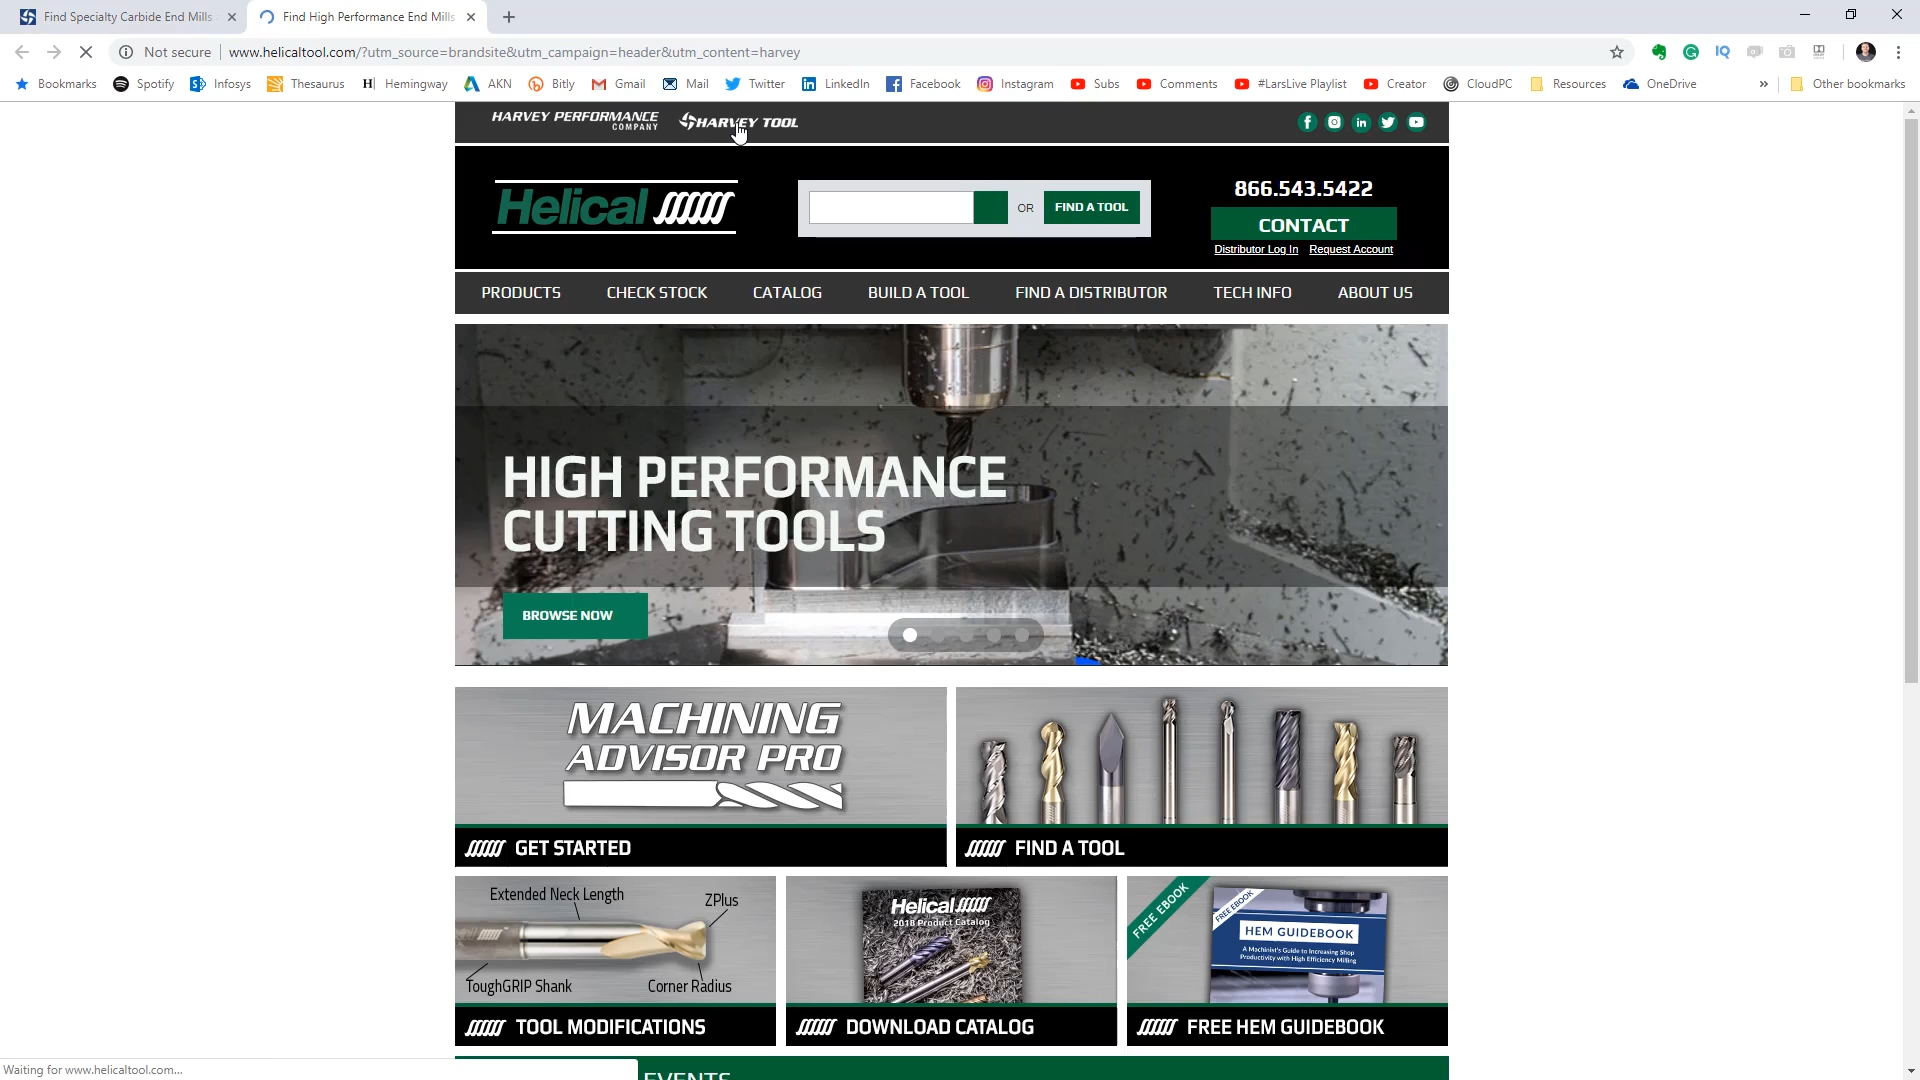 Find Specialty Carbide End Mills
Find High Performance End Mills
Not secure
www.helicaltool.com/?utm_source=brandsite&utm_campaign=header&utm_content=harvey
Bookmarks
Spotify
Infosys
Thesaurus
Hemingway
AKN
Bitly
Gmail
Mail
Twitter
LinkedIn
Facebook
Instagram
Subs
Comments
#LarsLive Playlist
Creator
CloudPC
Resources
OneDrive
»
Other bookmarks
HARVEY PERFORMANCE
COMPANY
HARVEY TOOL
Helical
OR
FIND A TOOL
866.543.5422
CONTACT
Distributor Log In
Request Account
PRODUCTS
CHECK STOCK
CATALOG
BUILD A TOOL
FIND A DISTRIBUTOR
TECH INFO
ABOUT US
HIGH PERFORMANCE
CUTTING TOOLS
BROWSE NOW
MACHINING
ADVISOR PRO
GET STARTED
FIND A TOOL
Extended Neck Length
ZPlus
ToughGRIP Shank
Corner Radius
TOOL MODIFICATIONS
Helical
2018 Product Catalog
DOWNLOAD CATALOG
FREE EBOOK
FREE EBOOK
HEM GUIDEBOOK
A Machinist's Guide to Increasing Shop
Productivity with High Efficiency Milling
FREE HEM GUIDEBOOK
Waiting for www.helicaltool.com...
EVENTS